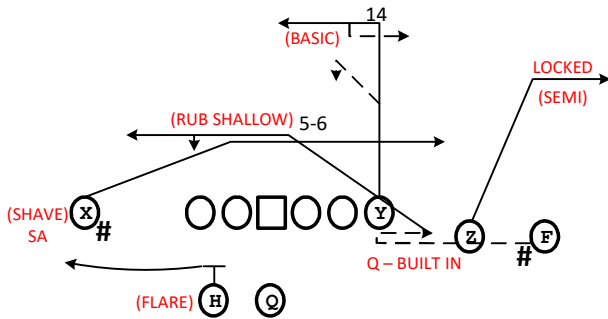 14
(BASIC)
LOCKED
(SEMI)
(RUB SHALLOW) 5-6
X
Y
(SHAVE)
SA
#
Z
F
#
Q – BUILT IN
(FLARE)
H
Q